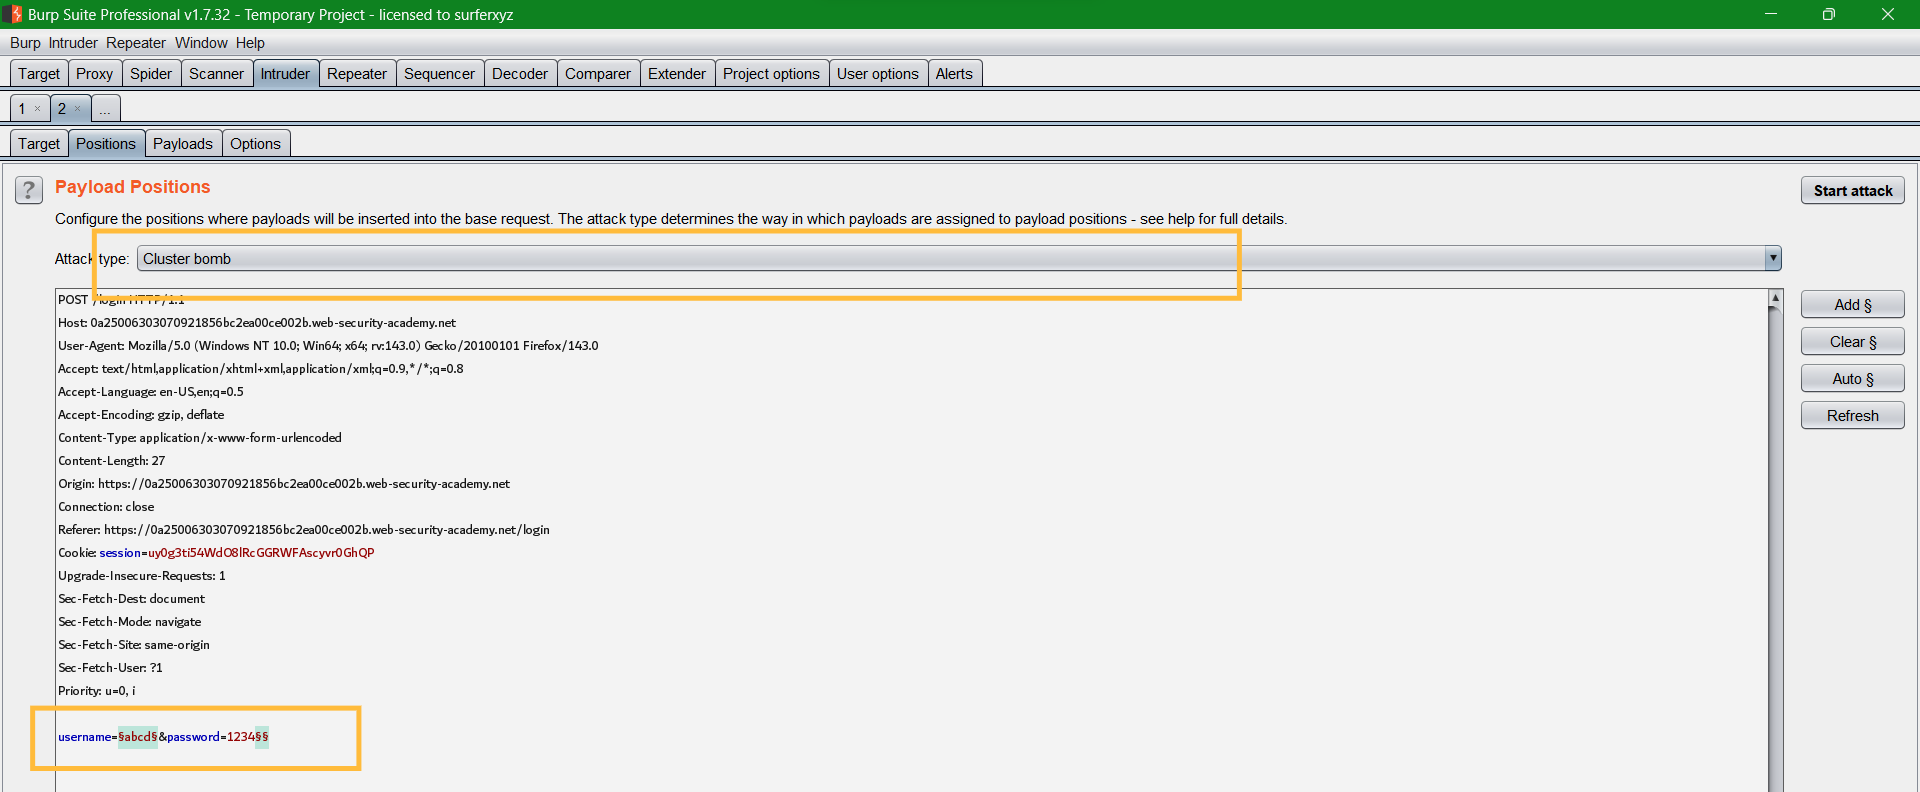 Burp Suite Professional v1.7.32 - Temporary Project - licensed to surferxyz
Burp Intruder Repeater Window Help
Target Proxy Spider Scanner Intruder Repeater Sequencer Decoder Comparer Extender Project options User options Alerts
1 × 2 × ...
Target Positions Payloads Options
? Payload Positions
Start attack
Configure the positions where payloads will be inserted into the base request. The attack type determines the way in which payloads are assigned to payload positions - see help for full details.
Attack type: Cluster bomb
POST /login HTTP/1.1
Host: 0a25006303070921856bc2ea00ce002b.web-security-academy.net
User-Agent: Mozilla/5.0 (Windows NT 10.0; Win64; x64; rv:143.0) Gecko/20100101 Firefox/143.0
Accept: text/html,application/xhtml+xml,application/xml;q=0.9,*/*;q=0.8
Accept-Language: en-US,en;q=0.5
Accept-Encoding: gzip, deflate
Content-Type: application/x-www-form-urlencoded
Content-Length: 27
Origin: https://0a25006303070921856bc2ea00ce002b.web-security-academy.net
Connection: close
Referer: https://0a25006303070921856bc2ea00ce002b.web-security-academy.net/login
Cookie: session=uy0g3ti54WdO8lRcGGRWFAscyvr0GhQP
Upgrade-Insecure-Requests: 1
Sec-Fetch-Dest: document
Sec-Fetch-Mode: navigate
Sec-Fetch-Site: same-origin
Sec-Fetch-User: ?1
Priority: u=0, i
username=§abcd§&password=1234§§
Add §
Clear §
Auto §
Refresh